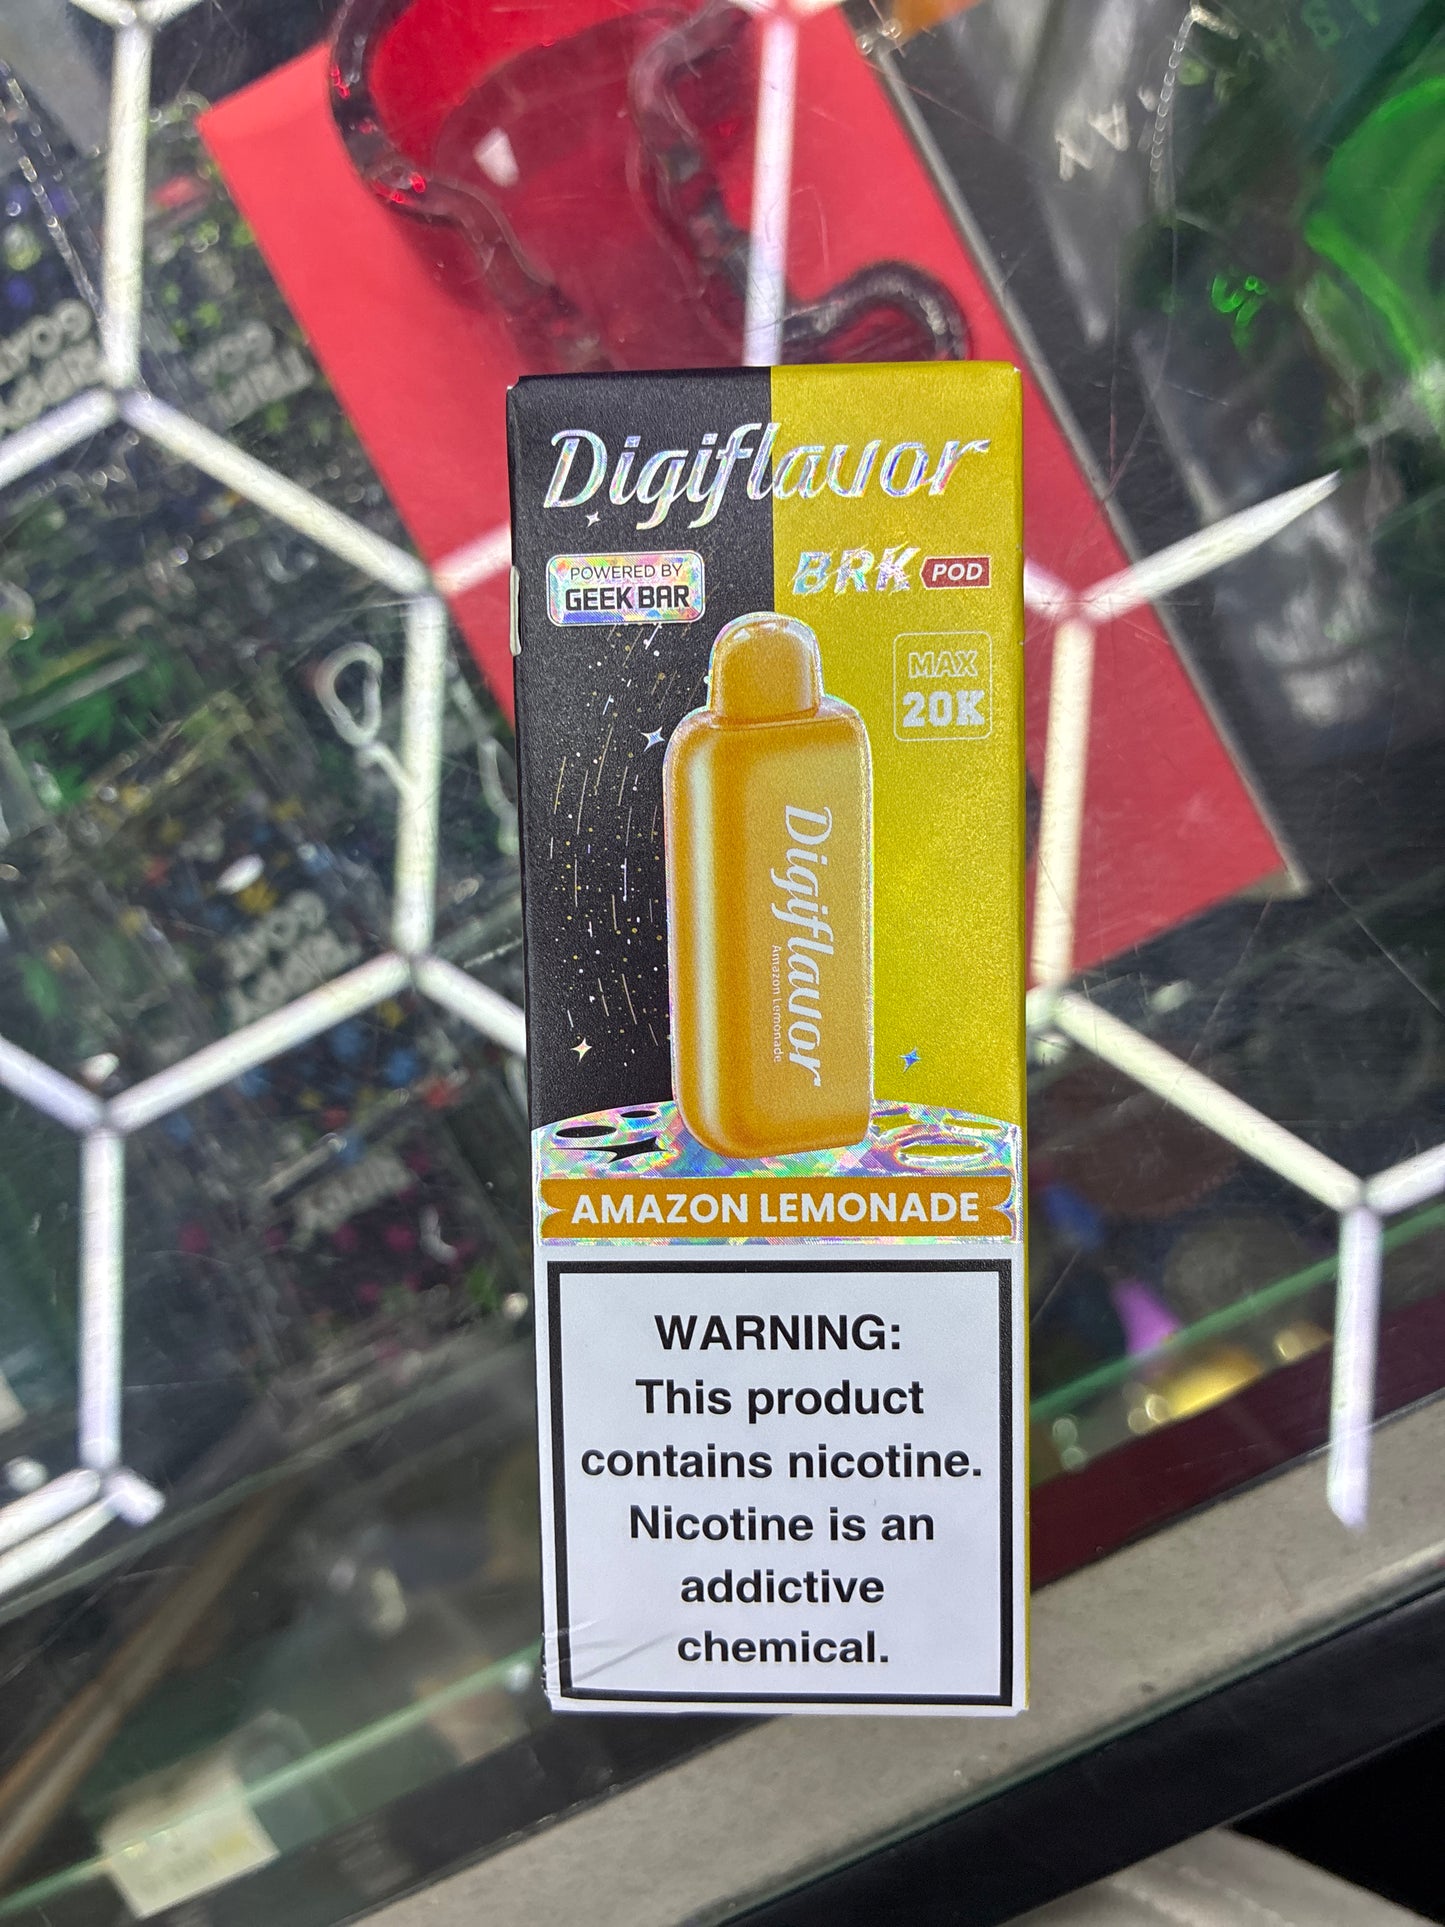 Digiflavor
POWERED BY
GEEK BAR
BRK POD
MAX
20K
Digiflavor
Amazon Lemonade
AMAZON LEMONADE
WARNING:
This product
contains nicotine.
Nicotine is an
addictive
chemical.